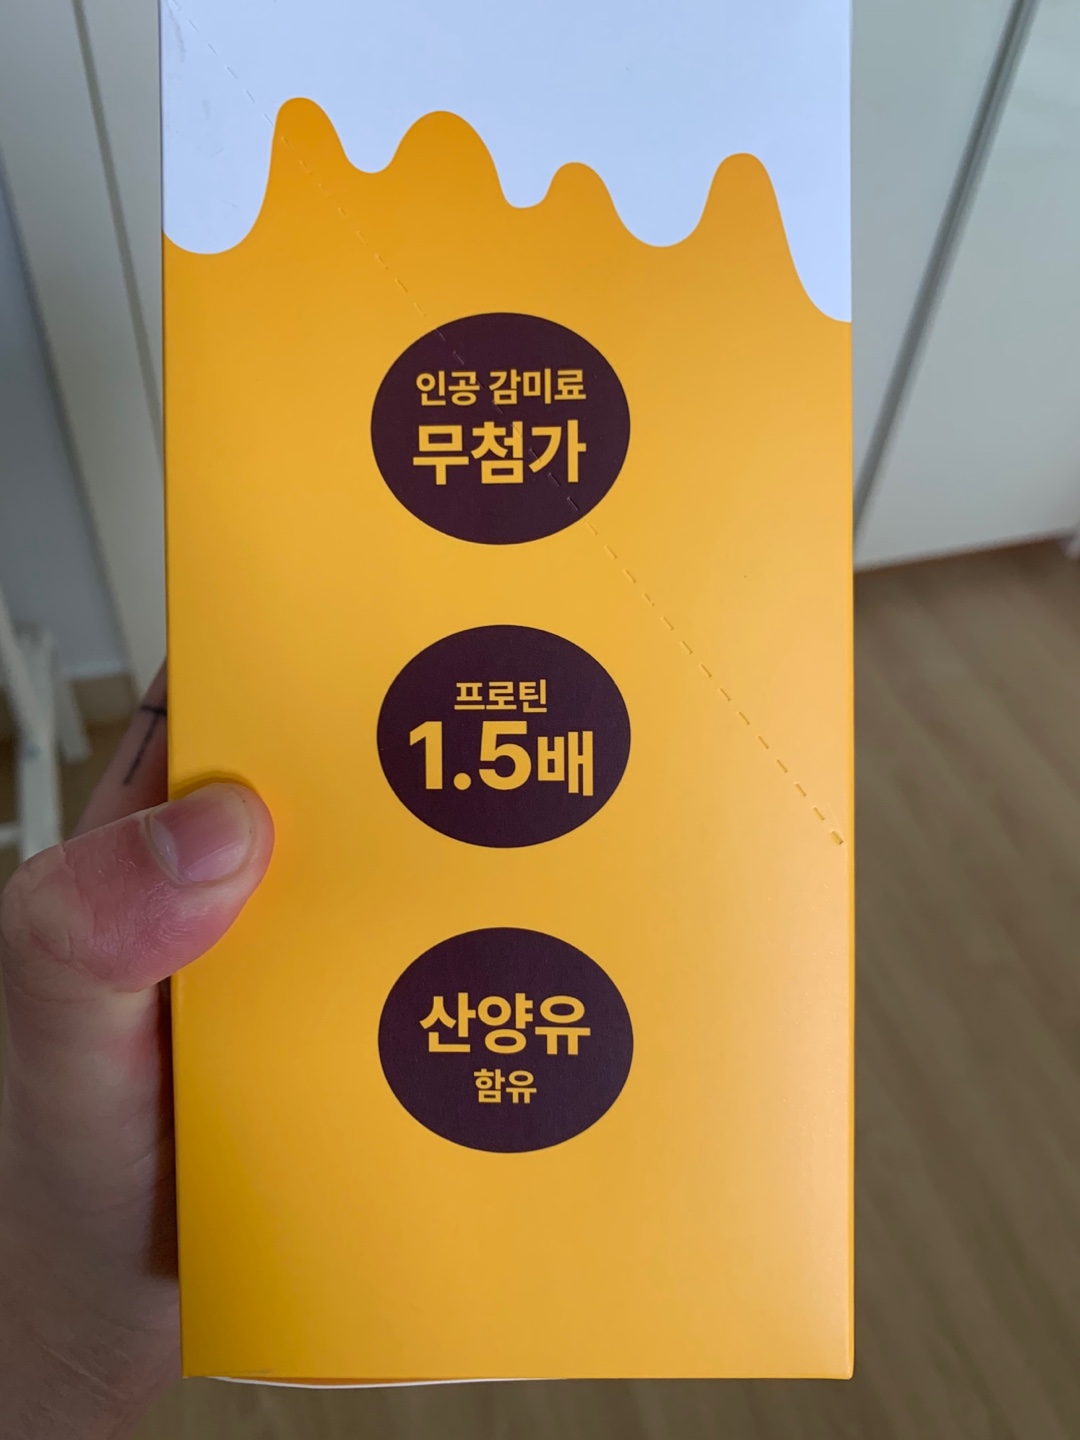 인공 감미료
무첨가
프로틴
1.5배
산양유
함유